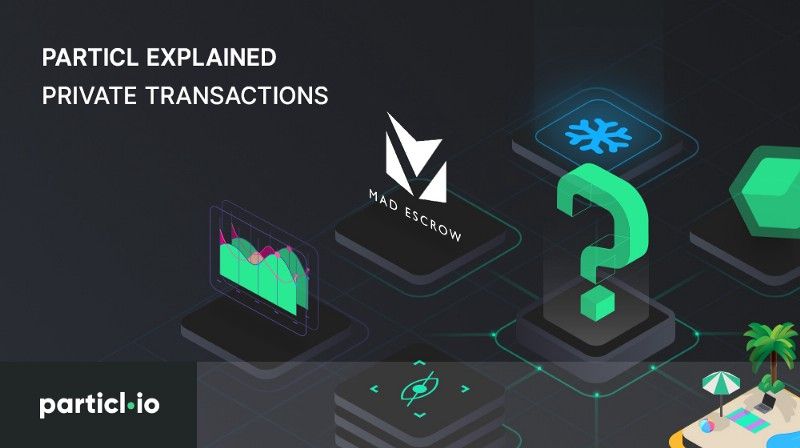 PARTICL EXPLAINED
PRIVATE TRANSACTIONS
MAD ESCROW
?
particl.io